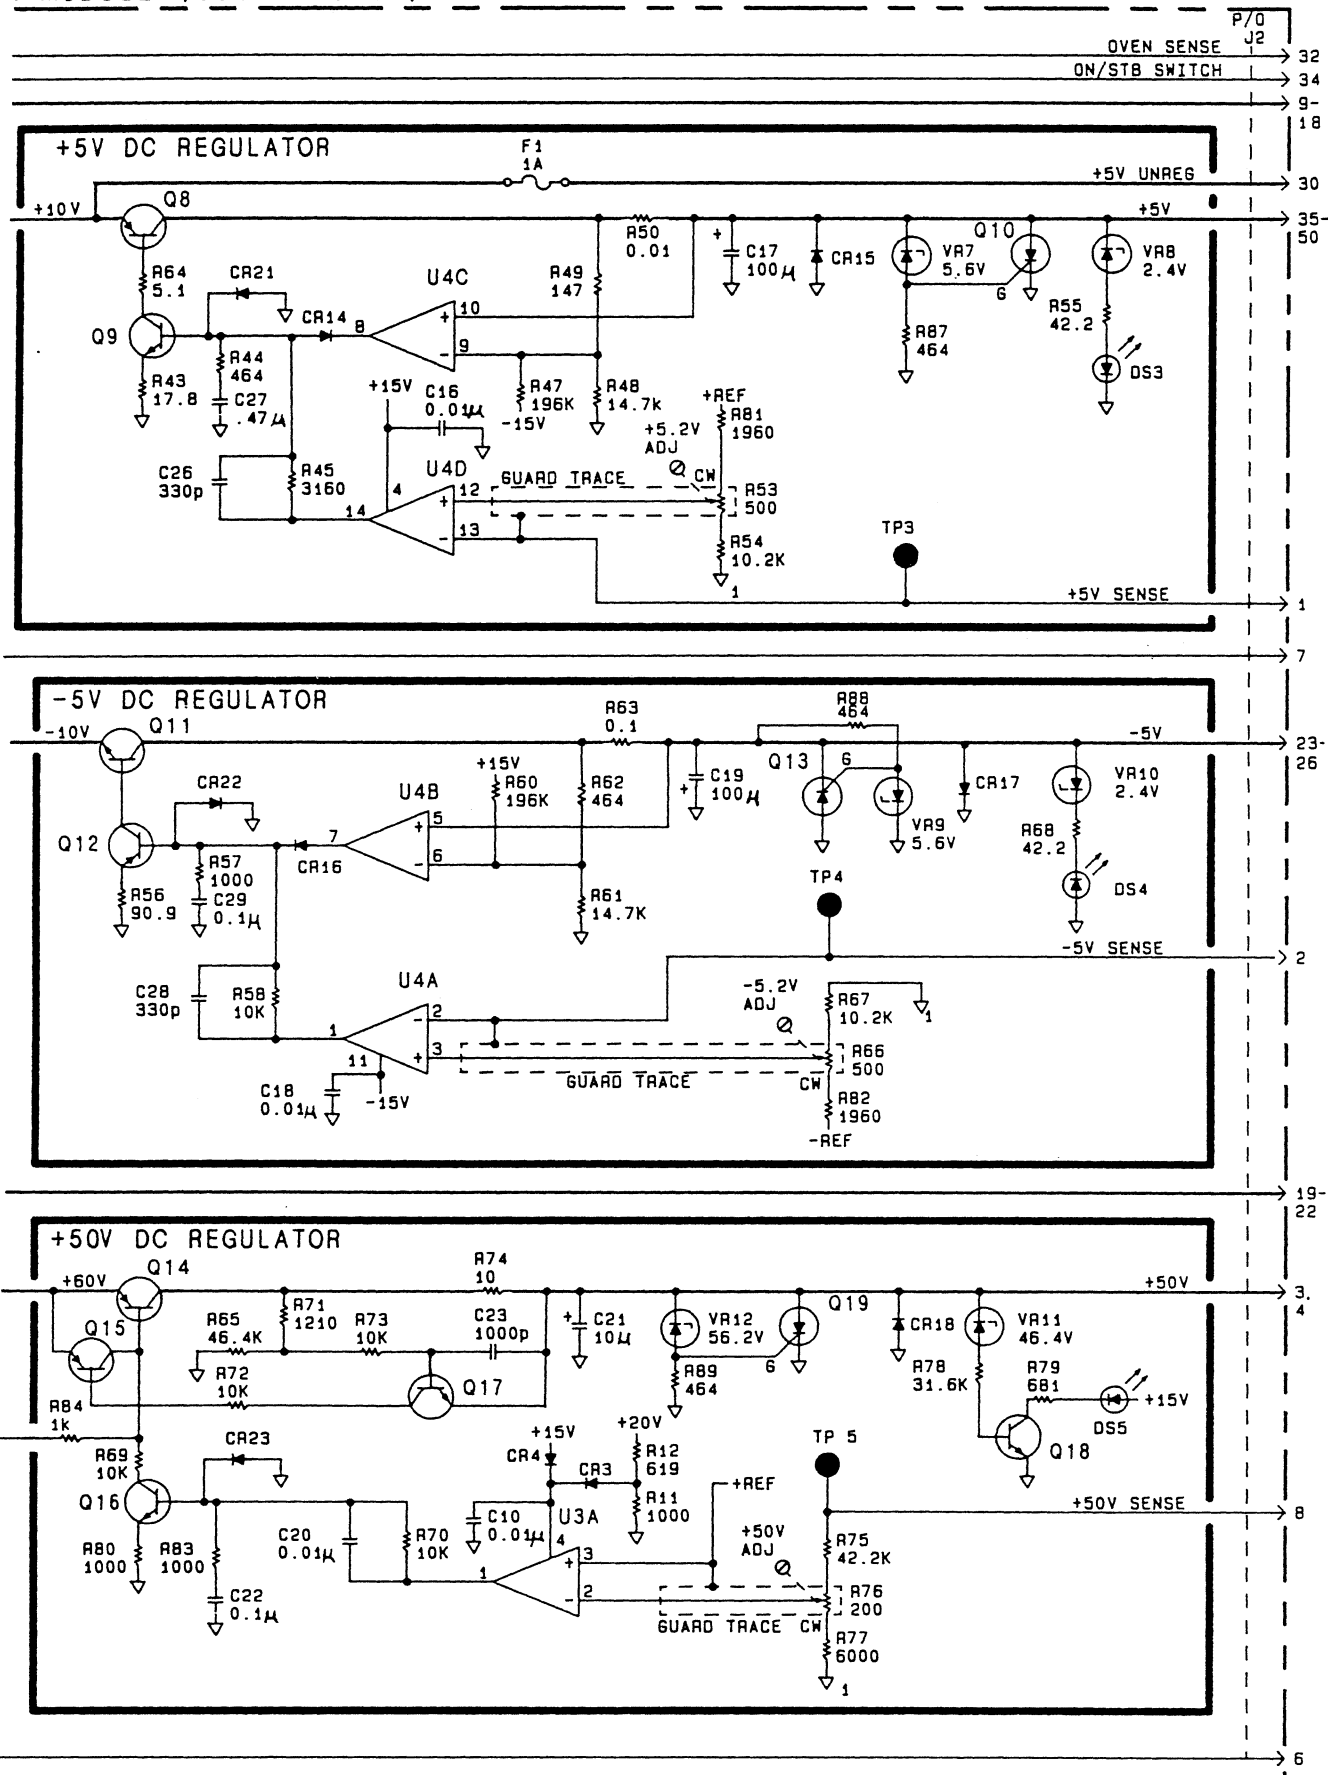 P/O
J2
OVEN SENSE
32
ON/STB SWITCH
34
9-
18
+5V DC REGULATOR
F1
1A
+5V UNREG
30
+10V
Q8
+5V
35-
50
R50
0.01
+
C17
100µ
CR15
VR7
5.6V
Q10
VR8
2.4V
R64
5.1
CR21
U4C
R49
147
G
R55
42.2
Q9
CR14
8
+
10
-
9
R87
464
DS3
R44
464
R43
17.8
C27
.47µ
+15V
C16
0.01µ
R47
196K
-15V
R48
14.7K
+REF
R81
1960
+5.2V
ADJ
C26
330p
R45
3160
U4D
GUARD TRACE
CW
R53
500
4
14
+
12
-
13
R54
10.2K
1
TP3
+5V SENSE
1
7
-5V DC REGULATOR
-10V
Q11
R63
0.1
R88
464
-5V
23-
26
CR22
U4B
+15V
R60
196K
R62
464
C19
100µ
+
Q13
G
VR9
5.6V
CR17
VR10
2.4V
Q12
7
CR16
+
5
-
6
R68
42.2
DS4
R57
1000
R56
90.9
C29
0.1µ
R61
14.7K
TP4
-5V SENSE
2
C28
330p
R58
10K
U4A
-5.2V
ADJ
R67
10.2K
1
1
-
2
+
3
11
R66
500
GUARD TRACE
CW
C18
0.01µ
-15V
R82
1960
-REF
19-
22
+50V DC REGULATOR
+60V
Q14
R74
10
+50V
3,
4
Q15
R65
46.4K
R71
1210
R73
10K
C23
1000p
+
C21
10µ
VR12
56.2V
Q19
CR18
VR11
46.4V
R72
10K
Q17
R89
464
G
R78
31.6K
R79
681
+15V
DS5
Q18
R84
1k
R69
10K
CR23
+15V
CR4
+20V
R12
619
CR3
TP 5
Q16
C10
0.01µ
U3A
R11
1000
+REF
+50V SENSE
8
R80
1000
R83
1000
C20
0.01µ
R70
10K
4
+
3
-
2
1
+50V
ADJ
R75
42.2K
C22
0.1µ
R76
200
GUARD TRACE
CW
R77
6000
1
6